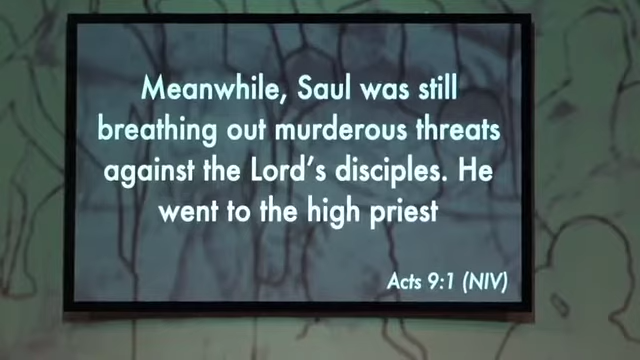 Meanwhile, Saul was still
breathing out murderous threats
against the Lord's disciples. He
went to the high priest
Acts 9:1 (NIV)